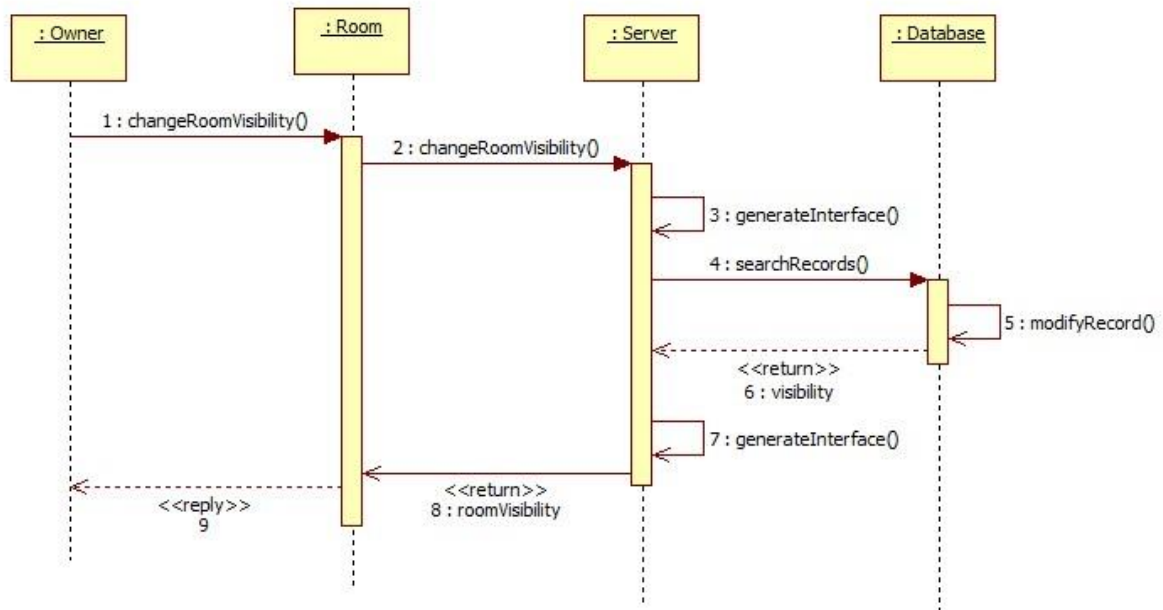 : Owner
: Room
: Server
: Database
1 : changeRoomVisibility()
2 : changeRoomVisibility()
3 : generateInterface()
4 : searchRecords()
5 : modifyRecord()
<<return>>
6 : visibility
7 : generateInterface()
<<return>>
8 : roomVisibility
<<reply>>
9